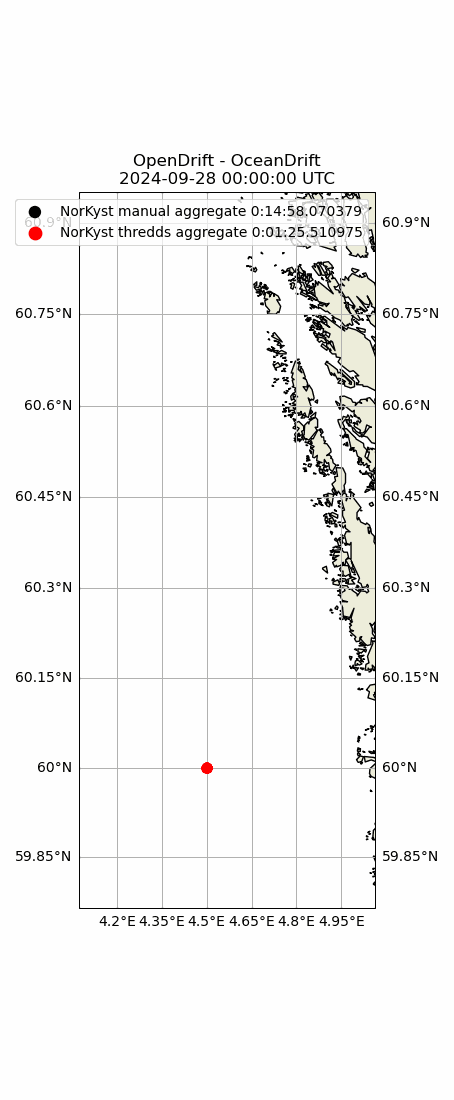 OpenDrift - OceanDrift
2024-09-28 00:00:00 UTC
NorKyst manual aggregate 0:14:58.070379
NorKyst thredds aggregate 0:01:25.510975
60.9°N 60.9°N
60.75°N 60.75°N
60.6°N 60.6°N
60.45°N 60.45°N
60.3°N 60.3°N
60.15°N 60.15°N
60°N 60°N
59.85°N 59.85°N
4.2°E 4.35°E 4.5°E 4.65°E 4.8°E 4.95°E